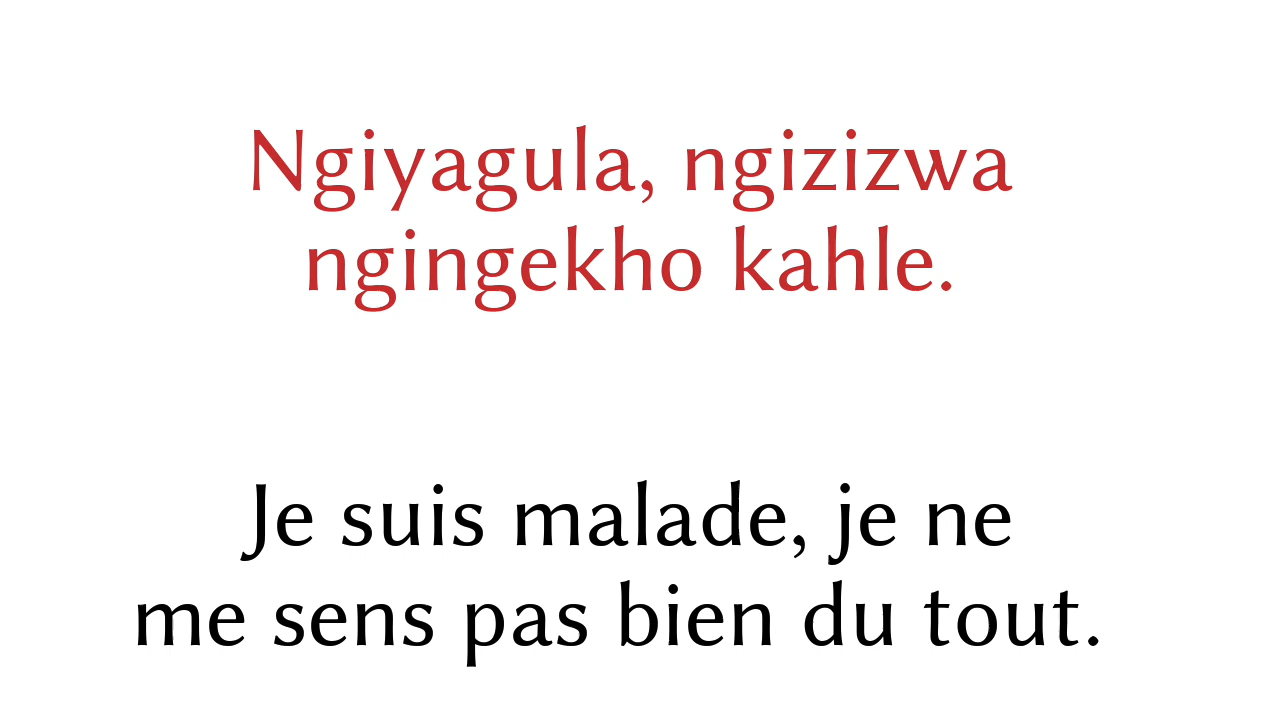 Ngiyagula, ngizizwa
ngingekho kahle.
Je suis malade, je ne
me sens pas bien du tout.